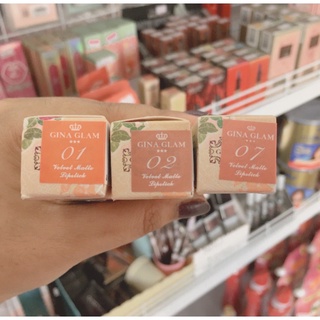 GINA GLAM
01
Velvet Matte
Lipstick
GINA GLAM
02
Velvet Matte
Lipstick
GINA GLAM
07
Velvet Matte
Lipstick